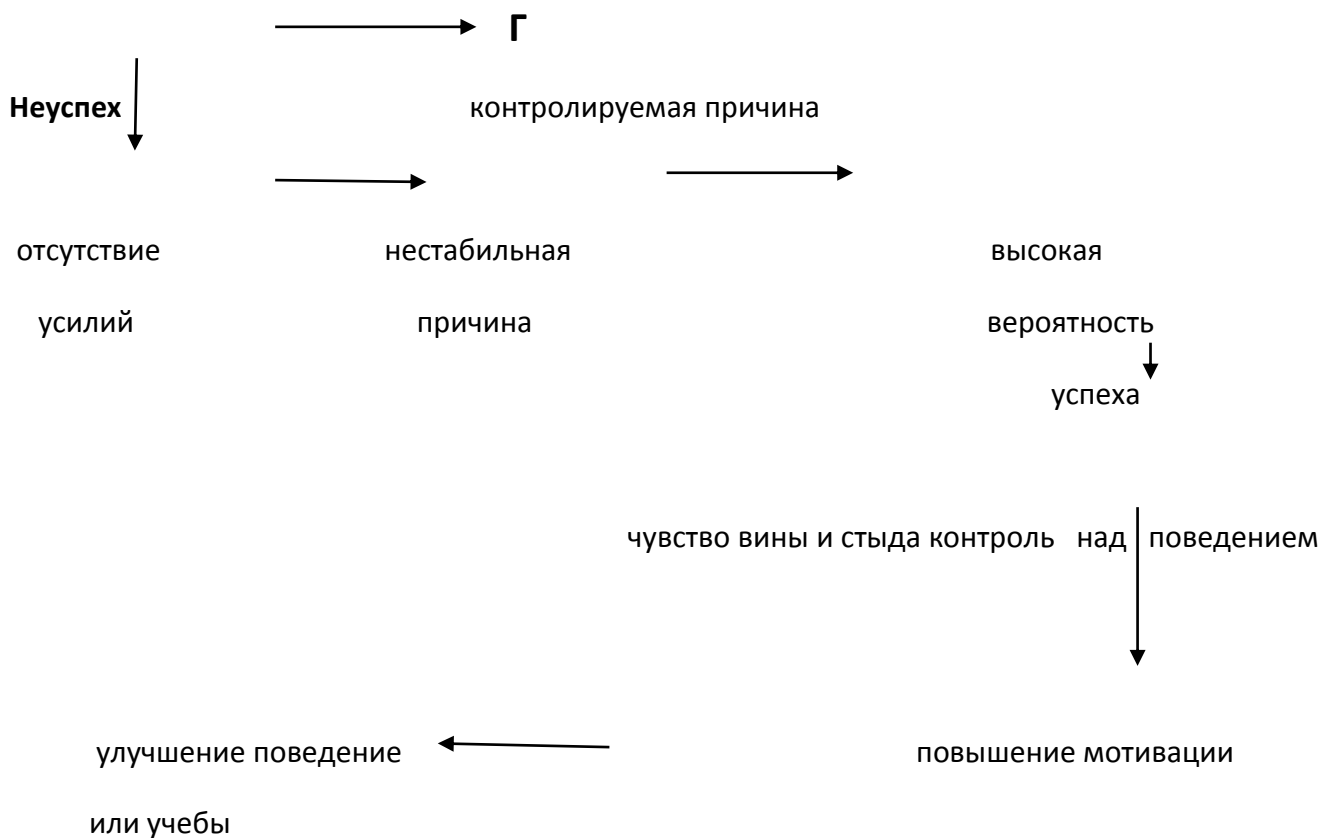 Г
Неуспех контролируемая причина
отсутствие нестабильная высокая
усилий причина вероятность
успеха
чувство вины и стыда контроль над поведением
улучшение поведение повышение мотивации
или учебы